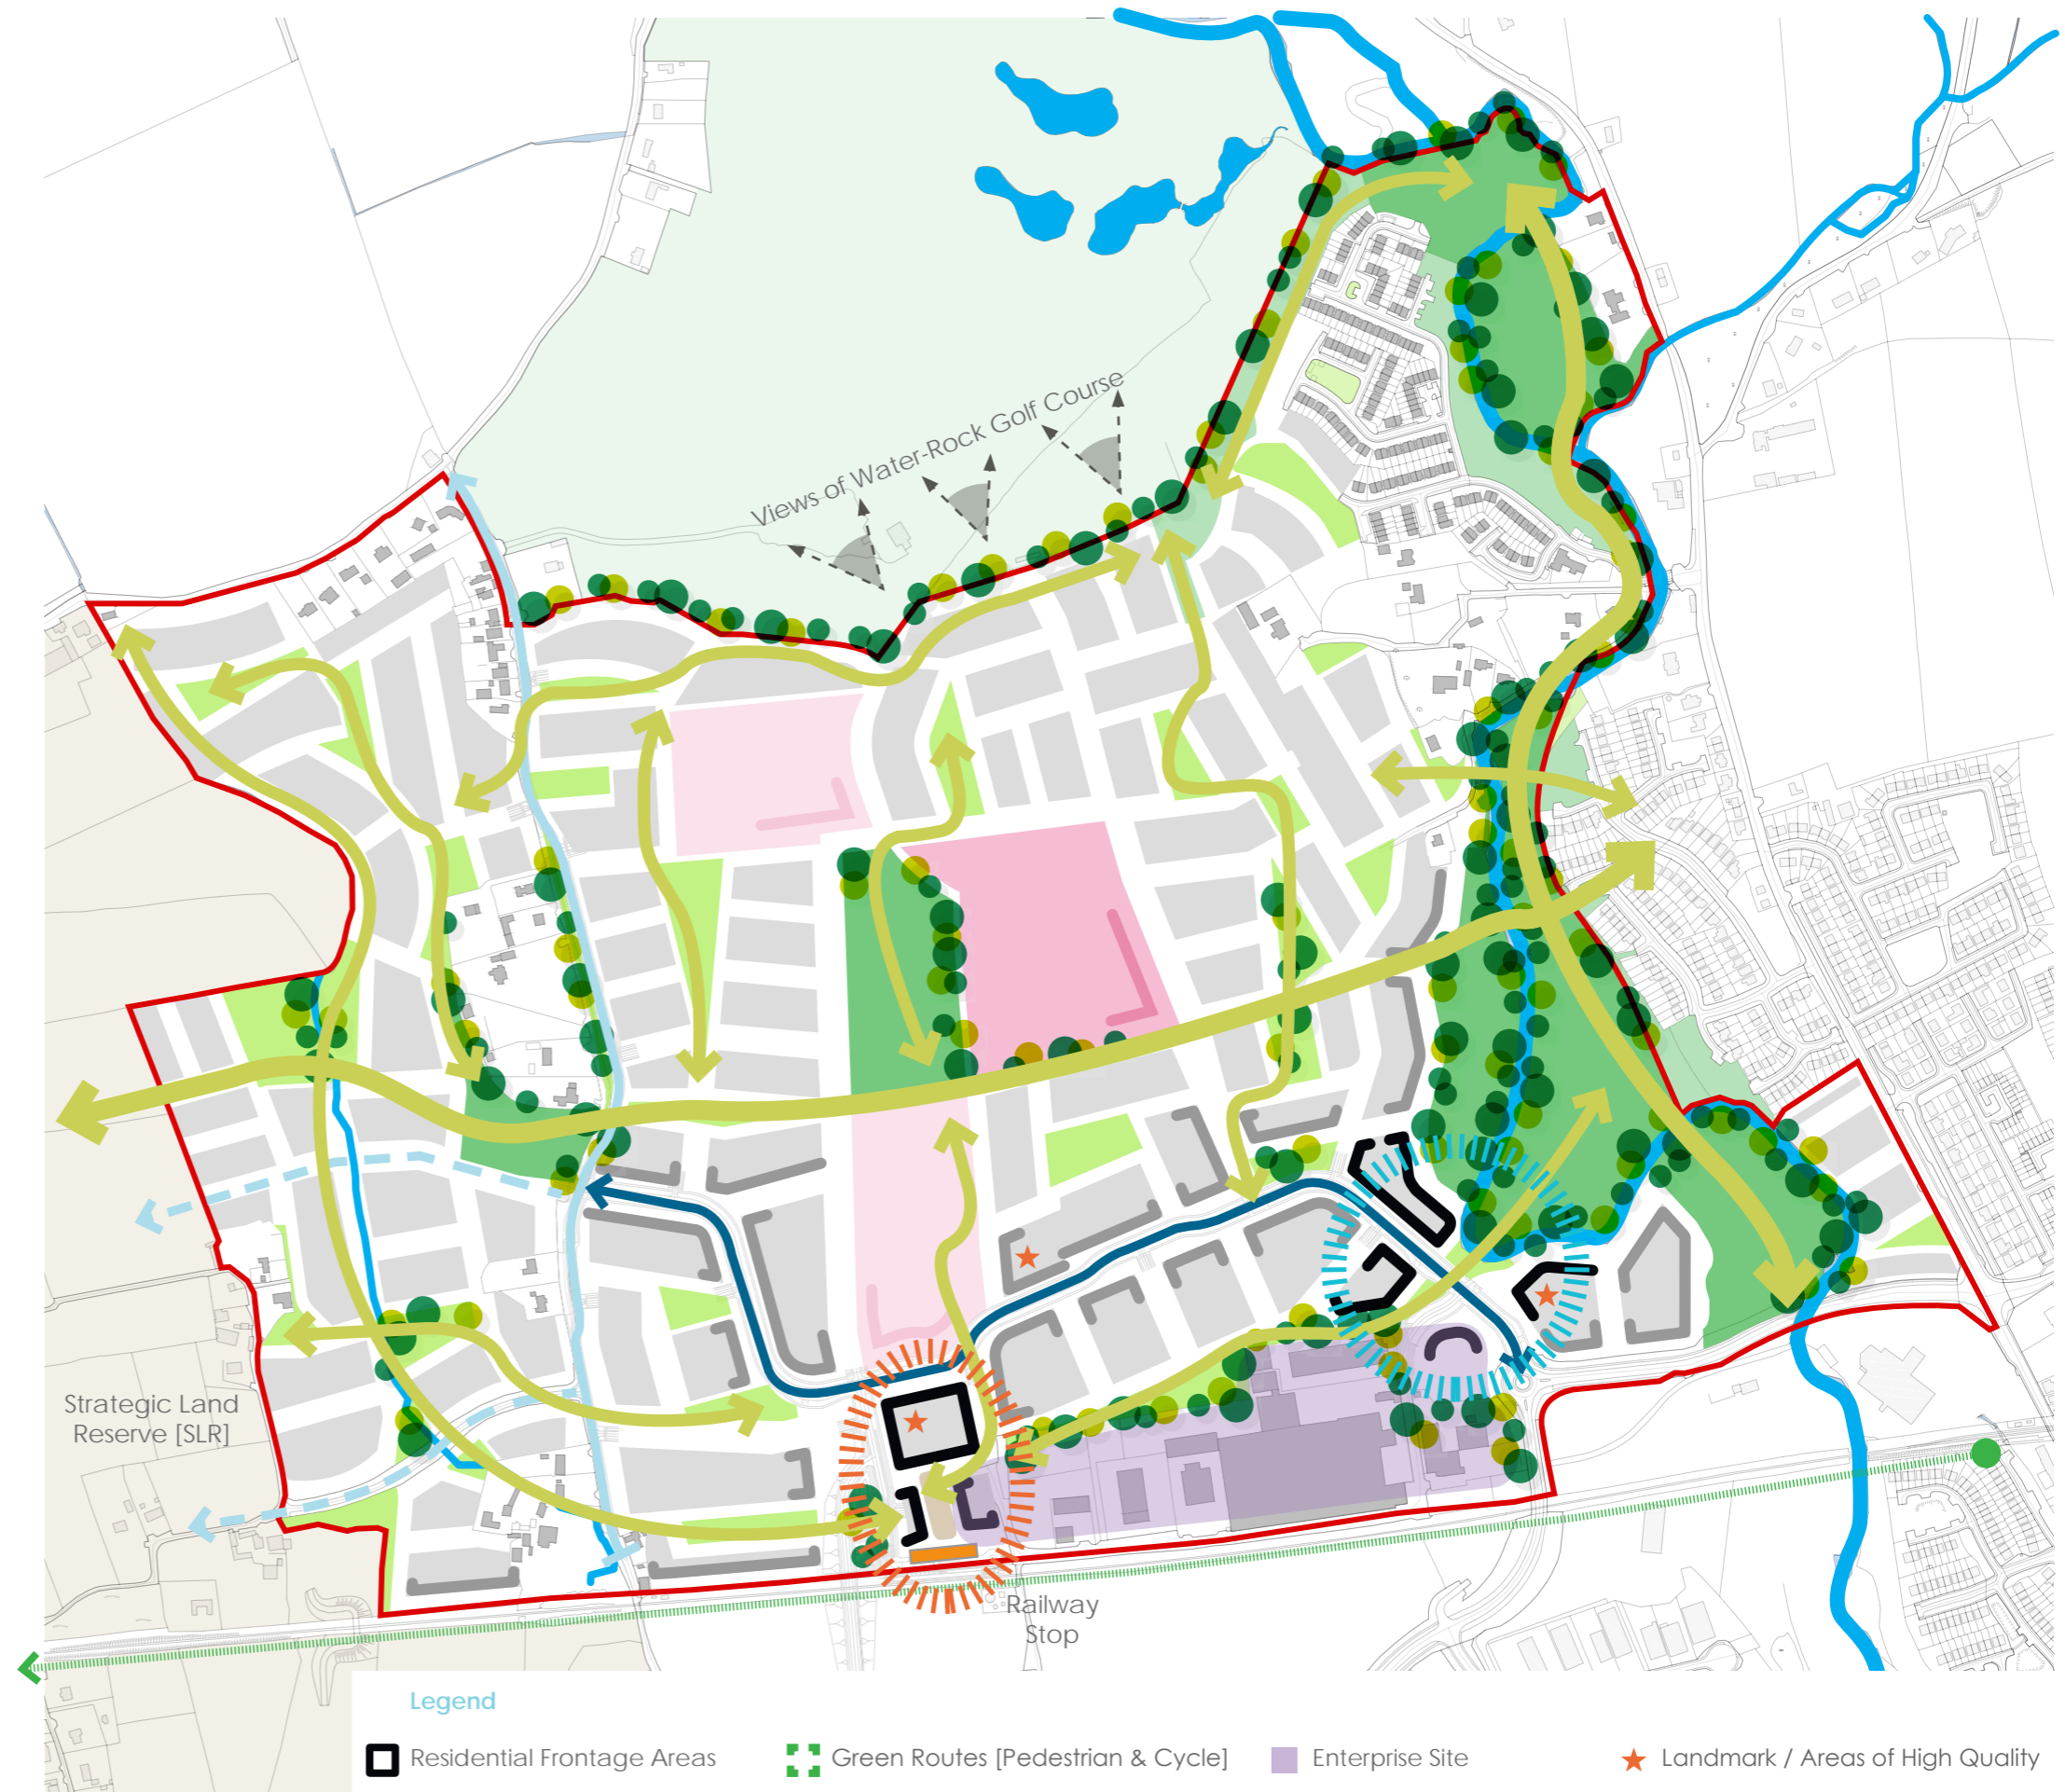 Views of Water-Rock Golf Course
Strategic Land
Reserve [SLR]
Railway
Stop
Legend
Residential Frontage Areas
Green Routes [Pedestrian & Cycle]
Enterprise Site
Landmark / Areas of High Quality